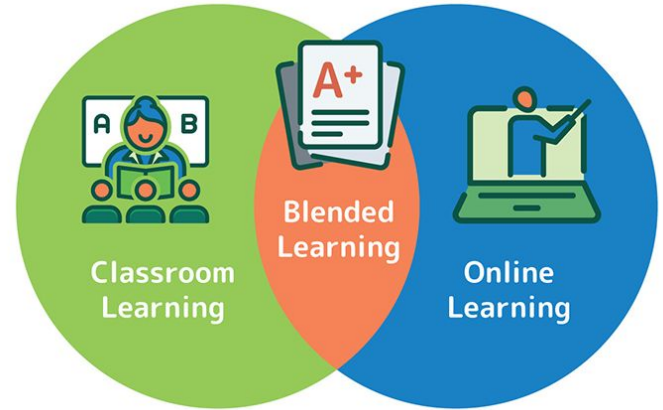 A B
A+
Blended
Learning
Classroom
Learning
Online
Learning